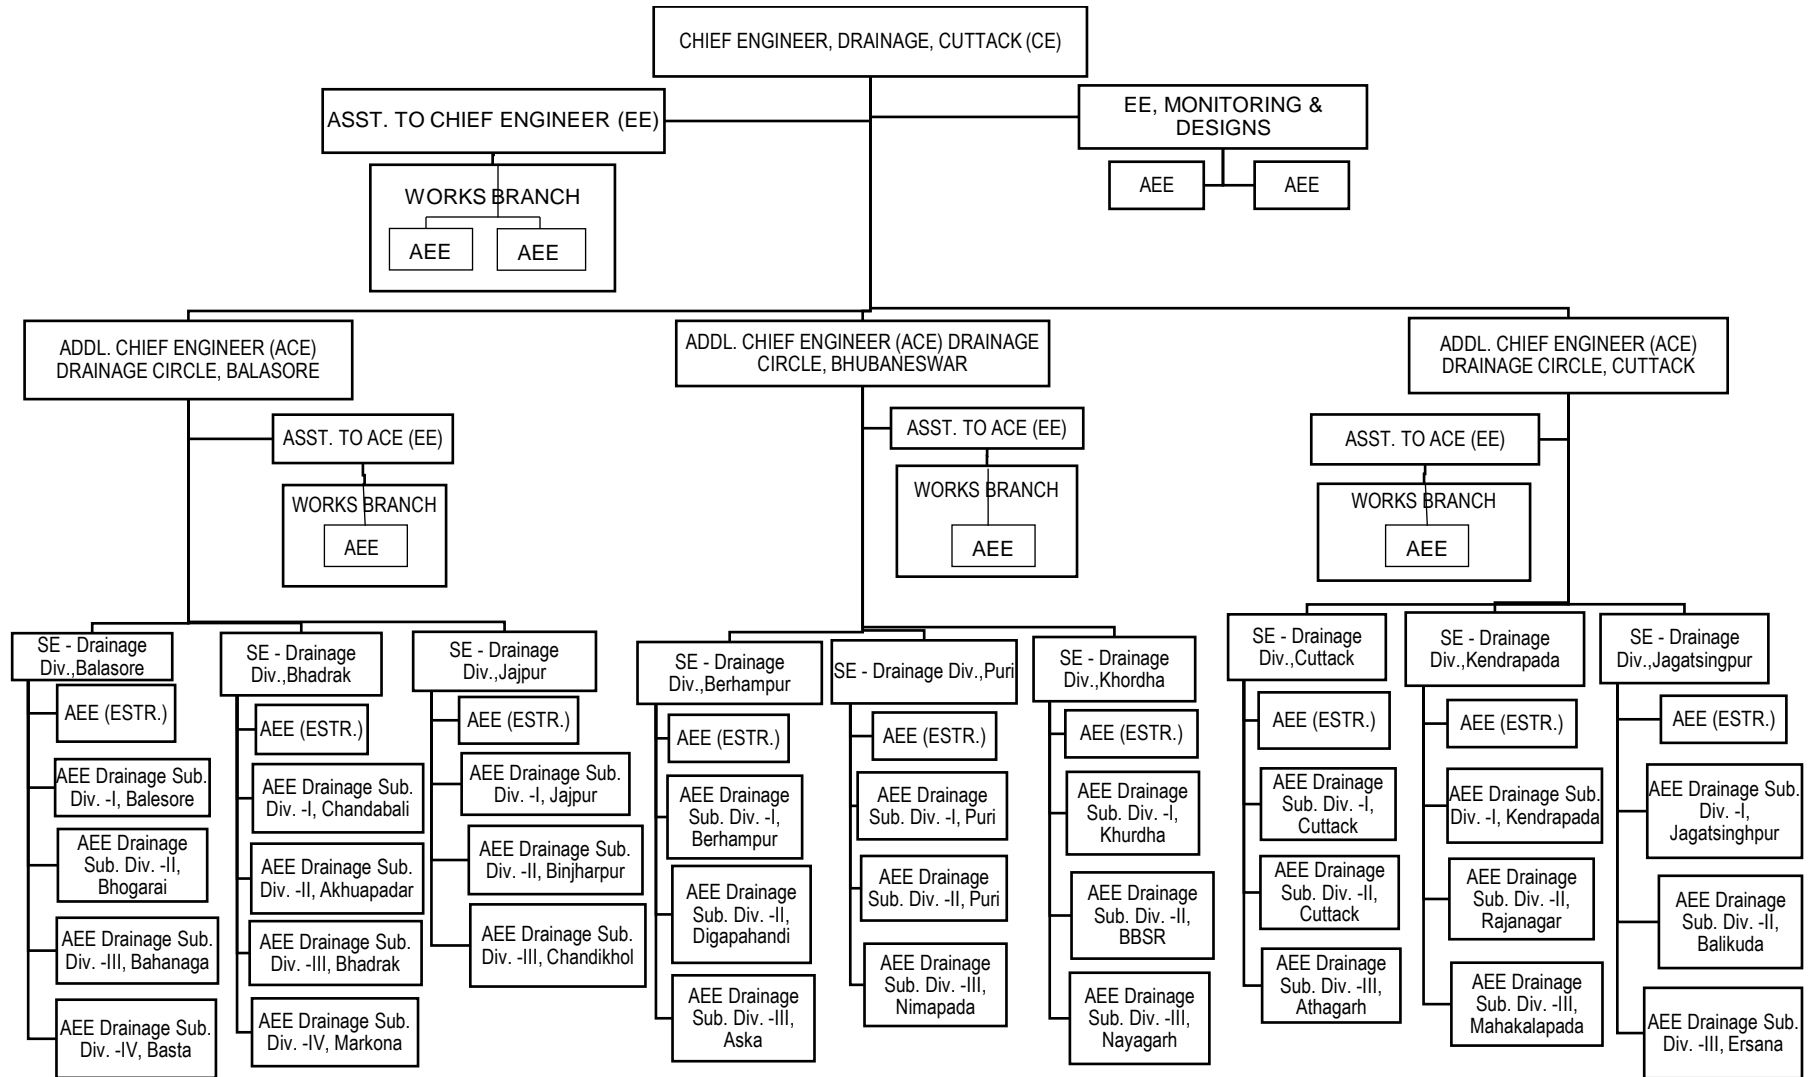 CHIEF ENGINEER, DRAINAGE, CUTTACK (CE)
ASST. TO CHIEF ENGINEER (EE)
EE, MONITORING &
DESIGNS
WORKS BRANCH
AEE
AEE
AEE
AEE
ADDL. CHIEF ENGINEER (ACE)
DRAINAGE CIRCLE, BALASORE
ADDL. CHIEF ENGINEER (ACE) DRAINAGE
CIRCLE, BHUBANESWAR
ADDL. CHIEF ENGINEER (ACE)
DRAINAGE CIRCLE, CUTTACK
ASST. TO ACE (EE)
WORKS BRANCH
AEE
ASST. TO ACE (EE)
WORKS BRANCH
AEE
ASST. TO ACE (EE)
WORKS BRANCH
AEE
SE - Drainage
Div.,Balasore
AEE (ESTR.)
AEE Drainage Sub.
Div. -I, Balesore
AEE Drainage
Sub. Div. -II,
Bhogarai
AEE Drainage Sub.
Div. -III, Bahanaga
AEE Drainage Sub.
Div. -IV, Basta
SE - Drainage
Div.,Bhadrak
AEE (ESTR.)
AEE Drainage Sub.
Div. -I, Chandabali
AEE Drainage Sub.
Div. -II, Akhuapadar
AEE Drainage Sub.
Div. -III, Bhadrak
AEE Drainage Sub.
Div. -IV, Markona
SE - Drainage
Div.,Jajpur
AEE (ESTR.)
AEE Drainage Sub.
Div. -I, Jajpur
AEE Drainage Sub.
Div. -II, Binjharpur
AEE Drainage Sub.
Div. -III, Chandikhol
SE - Drainage
Div.,Berhampur
AEE (ESTR.)
AEE Drainage
Sub. Div. -I,
Berhampur
AEE Drainage
Sub. Div. -II,
Digapahandi
AEE Drainage
Sub. Div. -III,
Aska
SE - Drainage Div.,Puri
AEE (ESTR.)
AEE Drainage
Sub. Div. -I, Puri
AEE Drainage
Sub. Div. -II, Puri
AEE Drainage
Sub. Div. -III,
Nimapada
SE - Drainage
Div.,Khordha
AEE (ESTR.)
AEE Drainage
Sub. Div. -I,
Khurdha
AEE Drainage
Sub. Div. -II,
BBSR
AEE Drainage
Sub. Div. -III,
Nayagarh
SE - Drainage
Div.,Cuttack
AEE (ESTR.)
AEE Drainage
Sub. Div. -I,
Cuttack
AEE Drainage
Sub. Div. -II,
Cuttack
AEE Drainage
Sub. Div. -III,
Athagarh
SE - Drainage
Div.,Kendrapada
AEE (ESTR.)
AEE Drainage Sub.
Div. -I, Kendrapada
AEE Drainage
Sub. Div. -II,
Rajanagar
AEE Drainage
Sub. Div. -III,
Mahakalapada
SE - Drainage
Div.,Jagatsingpur
AEE (ESTR.)
AEE Drainage Sub.
Div. -I,
Jagatsinghpur
AEE Drainage
Sub. Div. -II,
Balikuda
AEE Drainage Sub.
Div. -III, Ersana